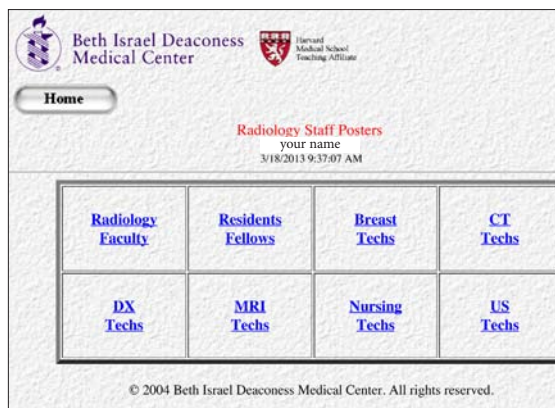 Beth Israel Deaconess
Medical Center
Harvard
Medical School
Teaching Affiliate
Home
Radiology Staff Posters
your name
3/18/2013 9:37:07 AM
Radiology
Faculty
Residents
Fellows
Breast
Techs
CT
Techs
DX
Techs
MRI
Techs
Nursing
Techs
US
Techs
© 2004 Beth Israel Deaconess Medical Center. All rights reserved.